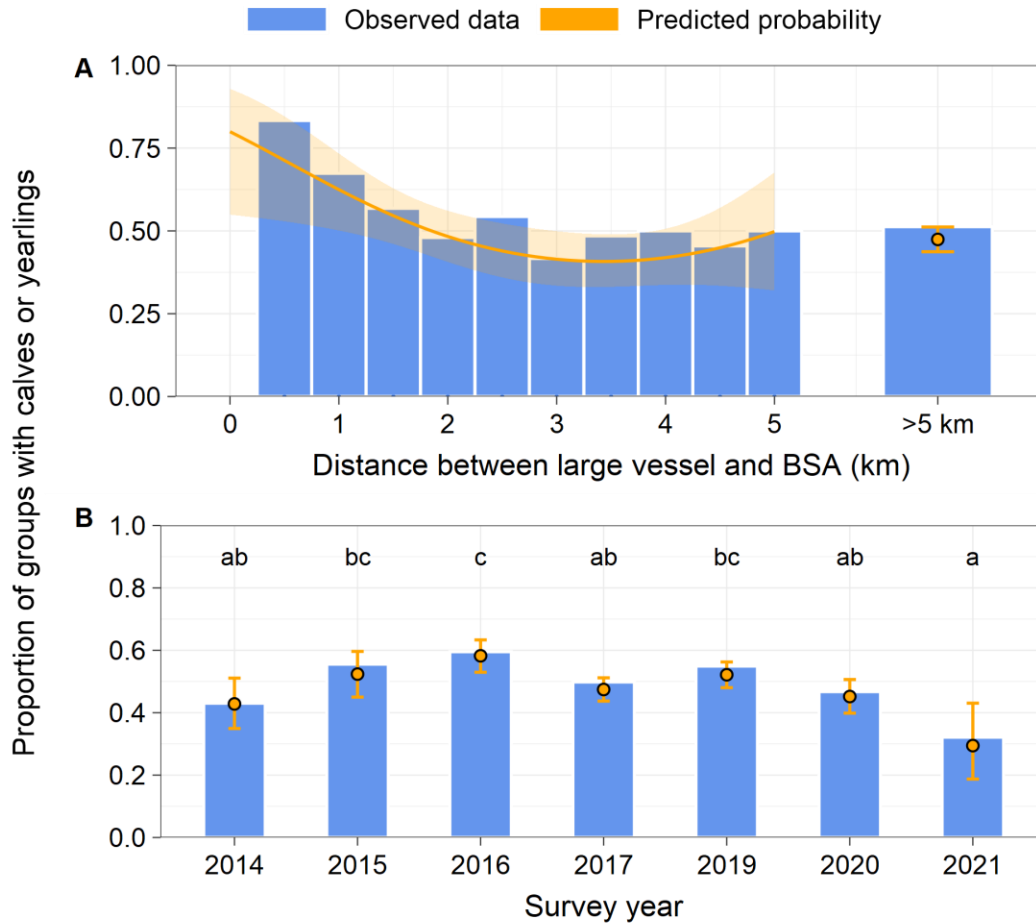 Observed data Predicted probability
A
Proportion of groups with calves or yearlings
1.00
0.75
0.50
0.25
0.00
0 1 2 3 4 5 >5 km
Distance between large vessel and BSA (km)
B
1.0
0.8
0.6
0.4
0.2
0.0
ab bc c ab bc ab a
2014 2015 2016 2017 2019 2020 2021
Survey year